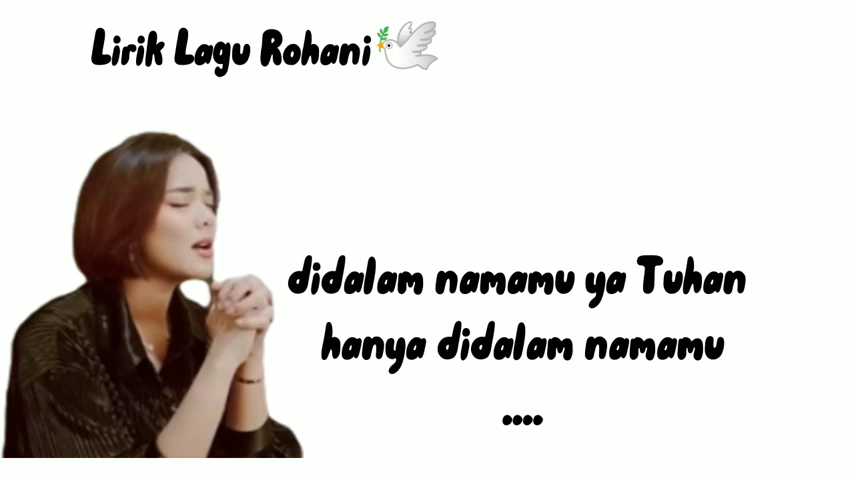 Lirik Lagu Rohani🕊️
didalam namamu ya Tuhan
hanya didalam namamu
....